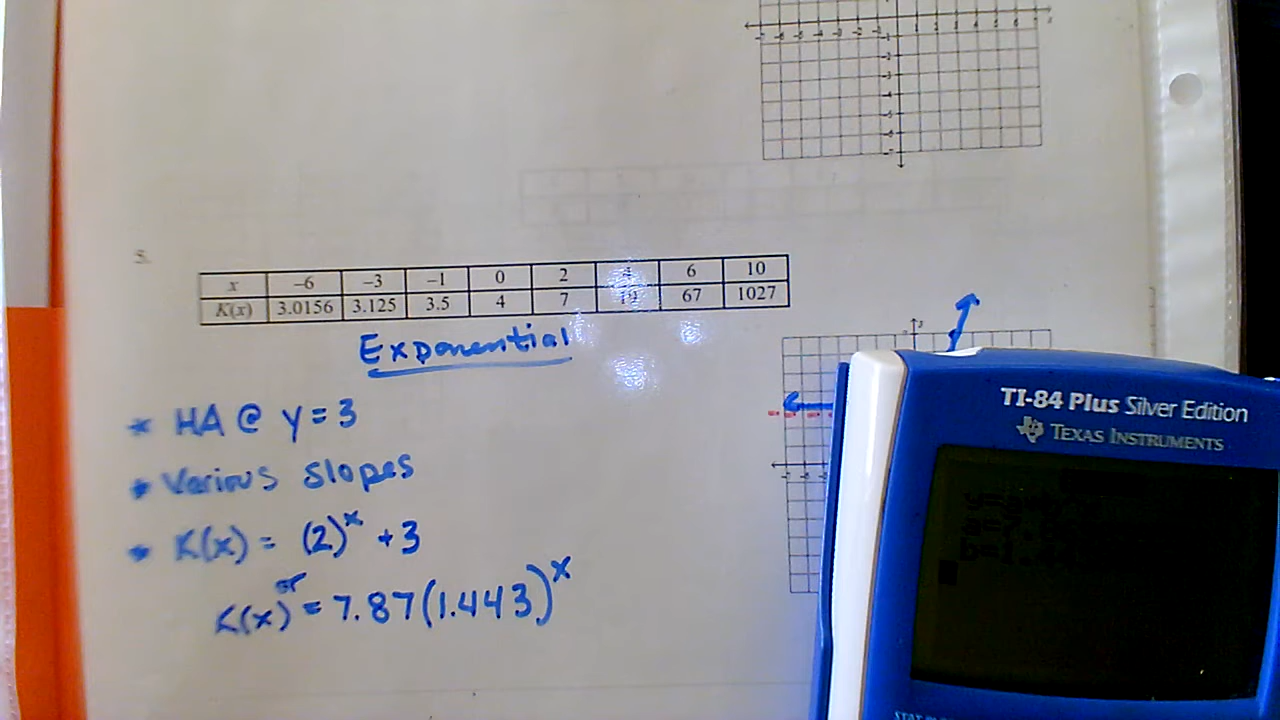 5.
x -6 -3 -1 0 2 4 6 10
K(x) 3.0156 3.125 3.5 4 7 19 67 1027
Exponential
* HA @ y = 3
* Various slopes
* K(x) = (2)^x + 3
or
K(x) = 7.87(1.443)^x
TI-84 Plus Silver Edition
TEXAS INSTRUMENTS